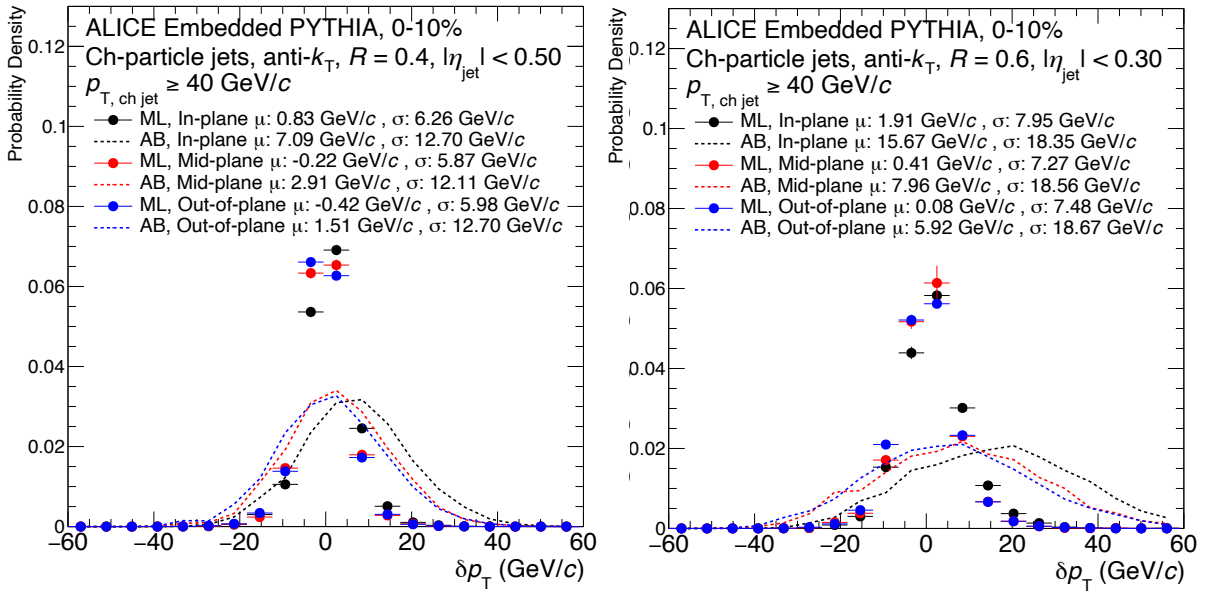 ALICE Embedded PYTHIA, 0-10%
Ch-particle jets, anti-k_T, R = 0.4, |η_jet| < 0.50
p_T, ch jet ≥ 40 GeV/c
ML, In-plane μ: 0.83 GeV/c , σ: 6.26 GeV/c
AB, In-plane μ: 7.09 GeV/c , σ: 12.70 GeV/c
ML, Mid-plane μ: -0.22 GeV/c , σ: 5.87 GeV/c
AB, Mid-plane μ: 2.91 GeV/c , σ: 12.11 GeV/c
ML, Out-of-plane μ: -0.42 GeV/c , σ: 5.98 GeV/c
AB, Out-of-plane μ: 1.51 GeV/c , σ: 12.70 GeV/c
Probability Density
0.12
0.1
0.08
0.06
0.04
0.02
0
−60 −40 −20 0 20 40 60
δp_T (GeV/c)
ALICE Embedded PYTHIA, 0-10%
Ch-particle jets, anti-k_T, R = 0.6, |η_jet| < 0.30
p_T, ch jet ≥ 40 GeV/c
ML, In-plane μ: 1.91 GeV/c , σ: 7.95 GeV/c
AB, In-plane μ: 15.67 GeV/c , σ: 18.35 GeV/c
ML, Mid-plane μ: 0.41 GeV/c , σ: 7.27 GeV/c
AB, Mid-plane μ: 7.96 GeV/c , σ: 18.56 GeV/c
ML, Out-of-plane μ: 0.08 GeV/c , σ: 7.48 GeV/c
AB, Out-of-plane μ: 5.92 GeV/c , σ: 18.67 GeV/c
Probability Density
0.12
0.1
0.08
0.06
0.04
0.02
0
−60 −40 −20 0 20 40 60
δp_T (GeV/c)